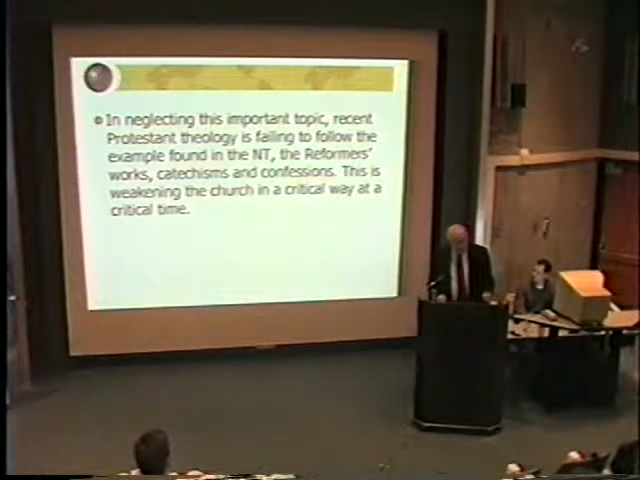 In neglecting this important topic, recent
Protestant theology is failing to follow the
example found in the NT, the Reformers'
works, catechisms and confessions. This is
weakening the church in a critical way at a
critical time.